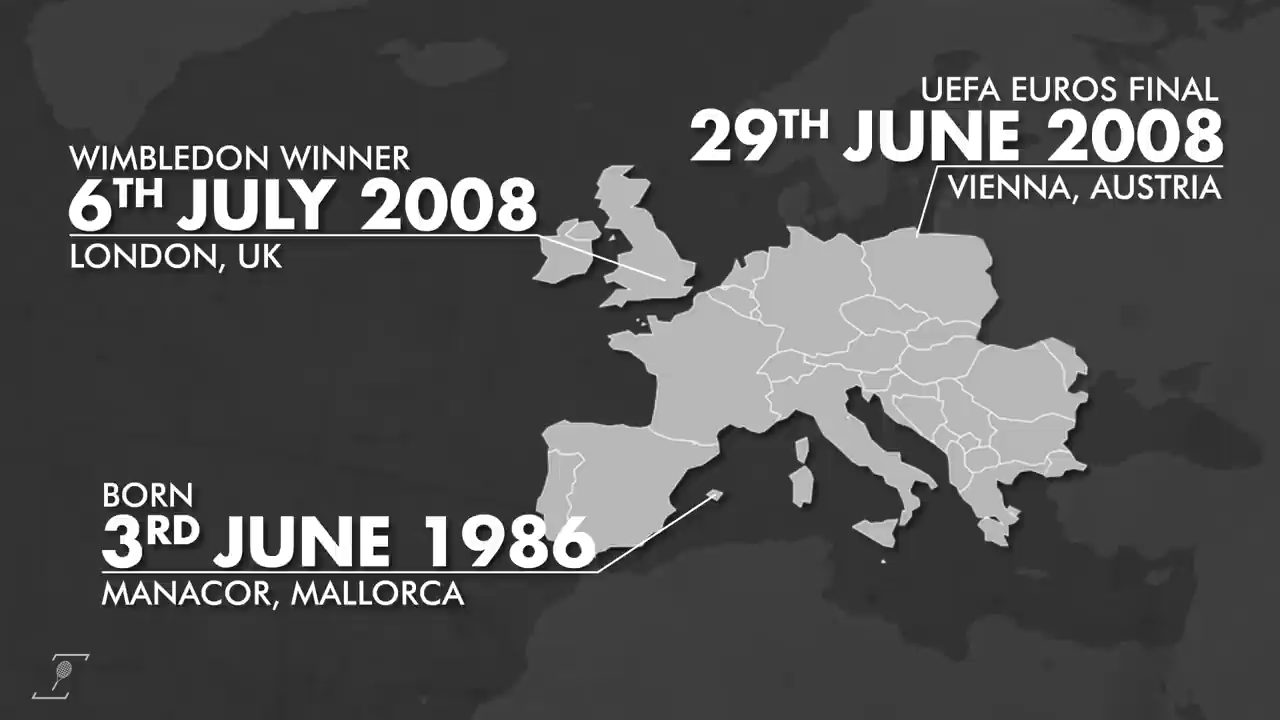 UEFA EUROS FINAL
29TH JUNE 2008
VIENNA, AUSTRIA
WIMBLEDON WINNER
6TH JULY 2008
LONDON, UK
BORN
3RD JUNE 1986
MANACOR, MALLORCA